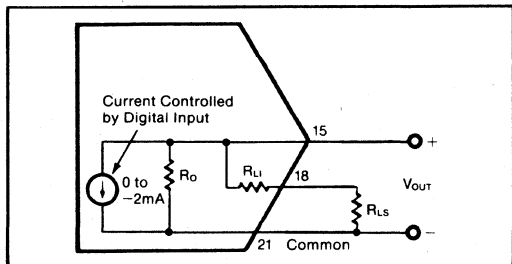 Current Controlled
by Digital Input
15
RO
RLI
18
0 to
−2mA
VOUT
RLS
21
Common
+
−